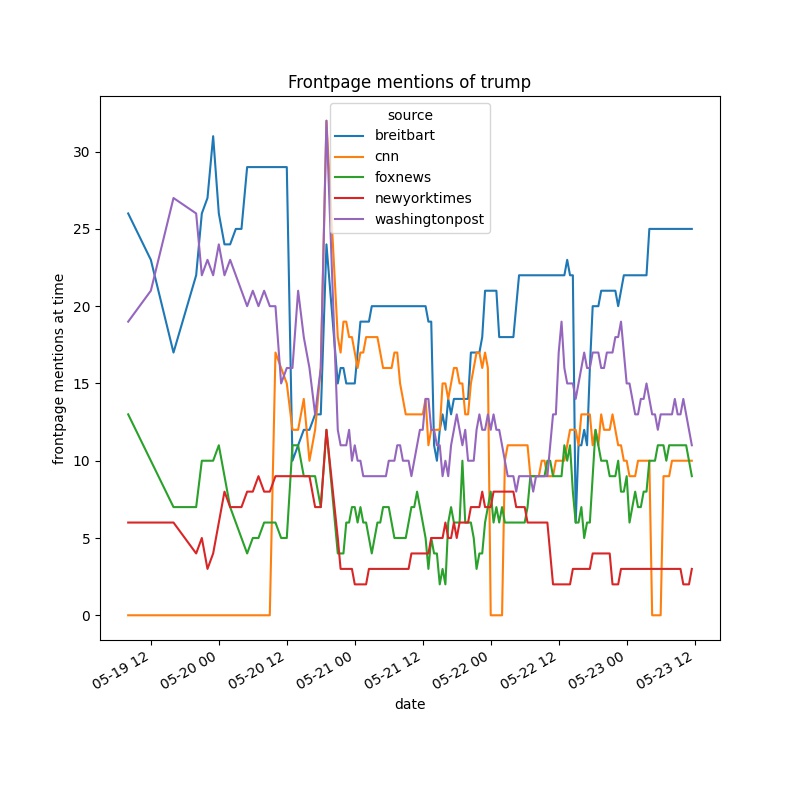 Frontpage mentions of trump
source
breitbart
cnn
foxnews
newyorktimes
washingtonpost
frontpage mentions at time
30
25
20
15
10
5
0
05-19 12
05-20 00
05-20 12
05-21 00
05-21 12
05-22 00
05-22 12
05-23 00
05-23 12
date